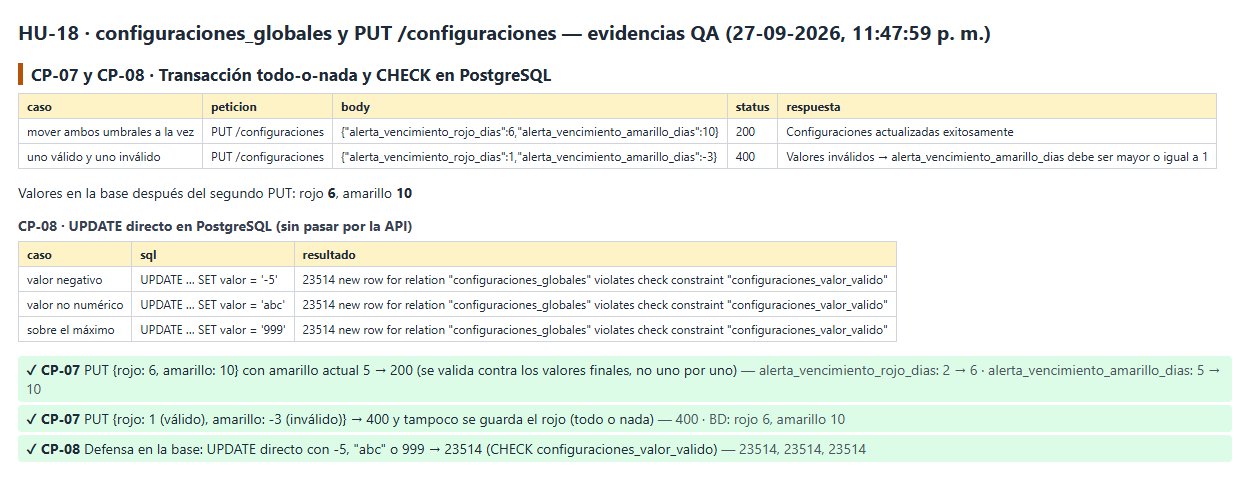 HU-18 · configuraciones_globales y PUT /configuraciones — evidencias QA (27-09-2026, 11:47:59 p. m.)
CP-07 y CP-08 · Transacción todo-o-nada y CHECK en PostgreSQL
caso peticion body status respuesta
mover ambos umbrales a la vez PUT /configuraciones {"alerta_vencimiento_rojo_dias":6,"alerta_vencimiento_amarillo_dias":10} 200 Configuraciones actualizadas exitosamente
uno válido y uno inválido PUT /configuraciones {"alerta_vencimiento_rojo_dias":1,"alerta_vencimiento_amarillo_dias":-3} 400 Valores inválidos → alerta_vencimiento_amarillo_dias debe ser mayor o igual a 1
Valores en la base después del segundo PUT: rojo 6, amarillo 10
CP-08 · UPDATE directo en PostgreSQL (sin pasar por la API)
caso sql resultado
valor negativo UPDATE ... SET valor = '-5' 23514 new row for relation "configuraciones_globales" violates check constraint "configuraciones_valor_valido"
valor no numérico UPDATE ... SET valor = 'abc' 23514 new row for relation "configuraciones_globales" violates check constraint "configuraciones_valor_valido"
sobre el máximo UPDATE ... SET valor = '999' 23514 new row for relation "configuraciones_globales" violates check constraint "configuraciones_valor_valido"
✓ CP-07 PUT {rojo: 6, amarillo: 10} con amarillo actual 5 → 200 (se valida contra los valores finales, no uno por uno) — alerta_vencimiento_rojo_dias: 2 → 6 · alerta_vencimiento_amarillo_dias: 5 →
10
✓ CP-07 PUT {rojo: 1 (válido), amarillo: -3 (inválido)} → 400 y tampoco se guarda el rojo (todo o nada) — 400 · BD: rojo 6, amarillo 10
✓ CP-08 Defensa en la base: UPDATE directo con -5, "abc" o 999 → 23514 (CHECK configuraciones_valor_valido) — 23514, 23514, 23514